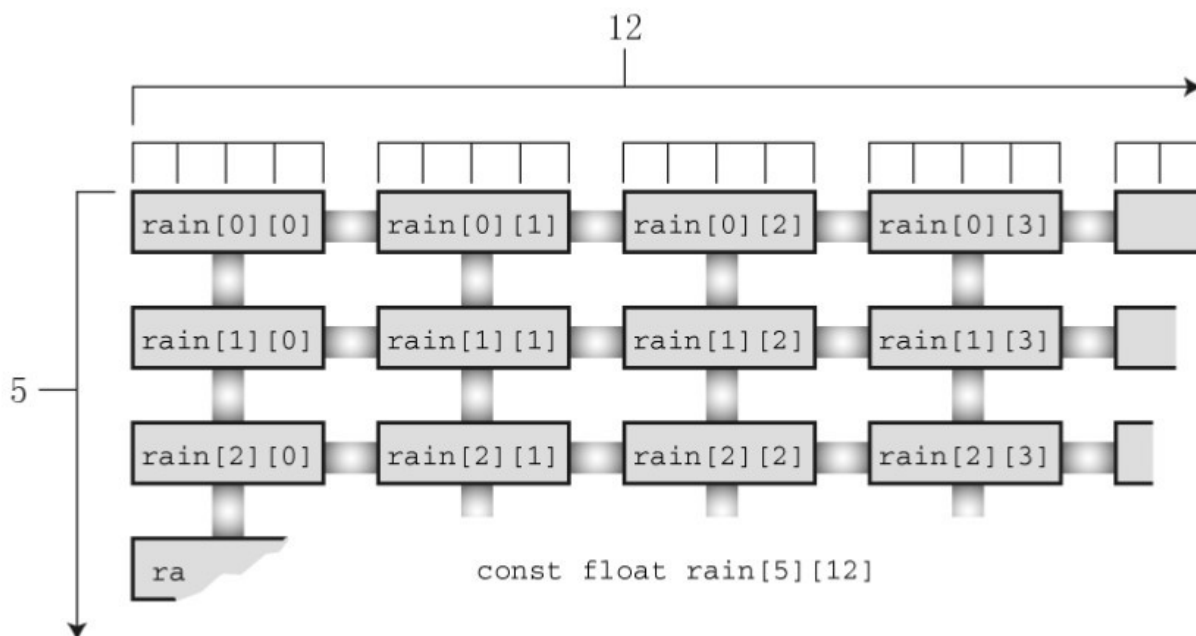 12
rain[0][0] rain[0][1] rain[0][2] rain[0][3]
rain[1][0] rain[1][1] rain[1][2] rain[1][3]
5
rain[2][0] rain[2][1] rain[2][2] rain[2][3]
ra
const float rain[5][12]